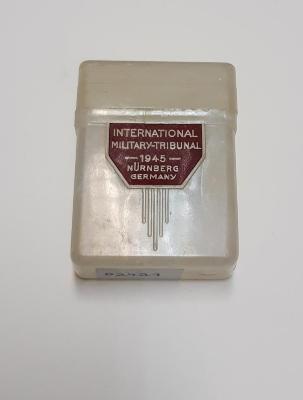 INTERNATIONAL
MILITARY-TRIBUNAL
— 1945 —
NÜRNBERG
GERMANY